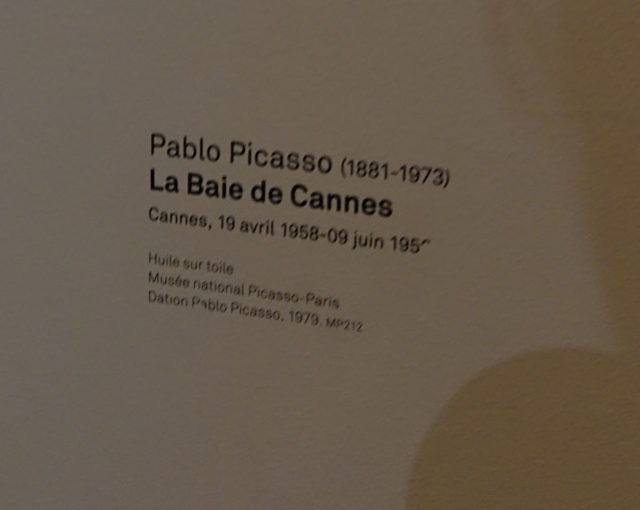 Pablo Picasso (1881-1973)
La Baie de Cannes
Cannes, 19 avril 1958-09 juin
Huile sur toile
Musée national Picasso-Paris
Dation Pablo Picasso, 1979. MP212